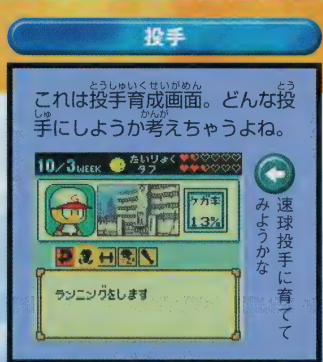 投手
これは投手育成画面。どんな投
手にしようか考えちゃうよね。
10/3WEEK
たいりょく
タフ
ケガ率
13%
ランニングをします
速球投手に育てて
みようかな